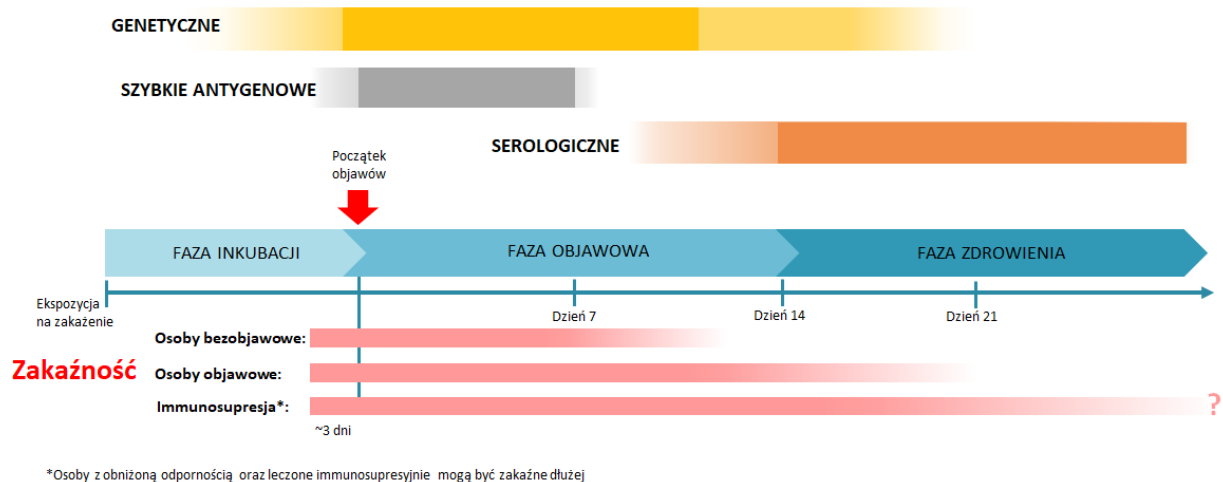 GENETYCZNE
SZYBKIE ANTYGENOWE
SEROLOGICZNE
Początek
objawów
FAZA INKUBACJI
FAZA OBJAWOWA
FAZA ZDROWIENIA
Ekspozycja
na zakażenie
Dzień 7
Dzień 14
Dzień 21
Zakaźność
Osoby bezobjawowe:
Osoby objawowe:
Immunosupresja*:
?
~3 dni
*Osoby z obniżoną odpornością oraz leczone immunosupresyjnie mogą być zakaźne dłużej